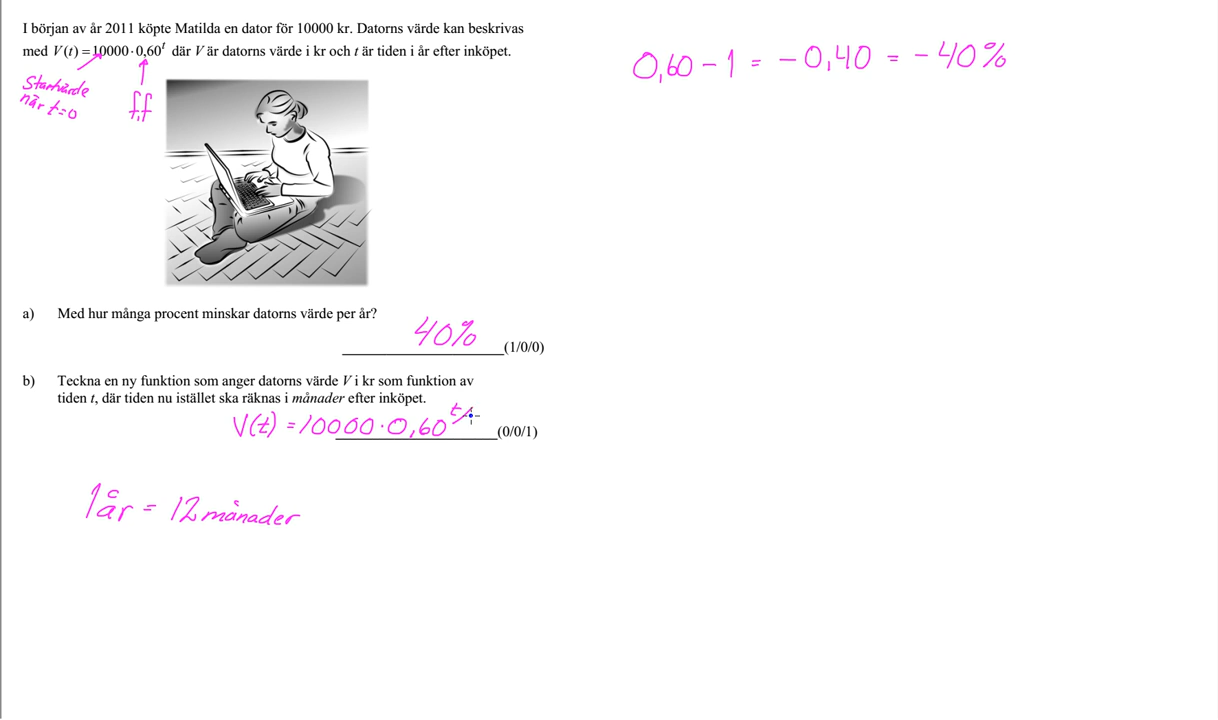 I början av år 2011 köpte Matilda en dator för 10000 kr. Datorns värde kan beskrivas
med V(t) = 10000 · 0,60^t där V är datorns värde i kr och t är tiden i år efter inköpet.
0,60 - 1 = - 0,40 = - 40%
Startvärde
när t=0
f.f
a) Med hur många procent minskar datorns värde per år?
40% (1/0/0)
b) Teckna en ny funktion som anger datorns värde V i kr som funktion av
tiden t, där tiden nu istället ska räknas i månader efter inköpet.
V(t) = 10000 · 0,60^t/ (0/0/1)
1 år = 12 månader